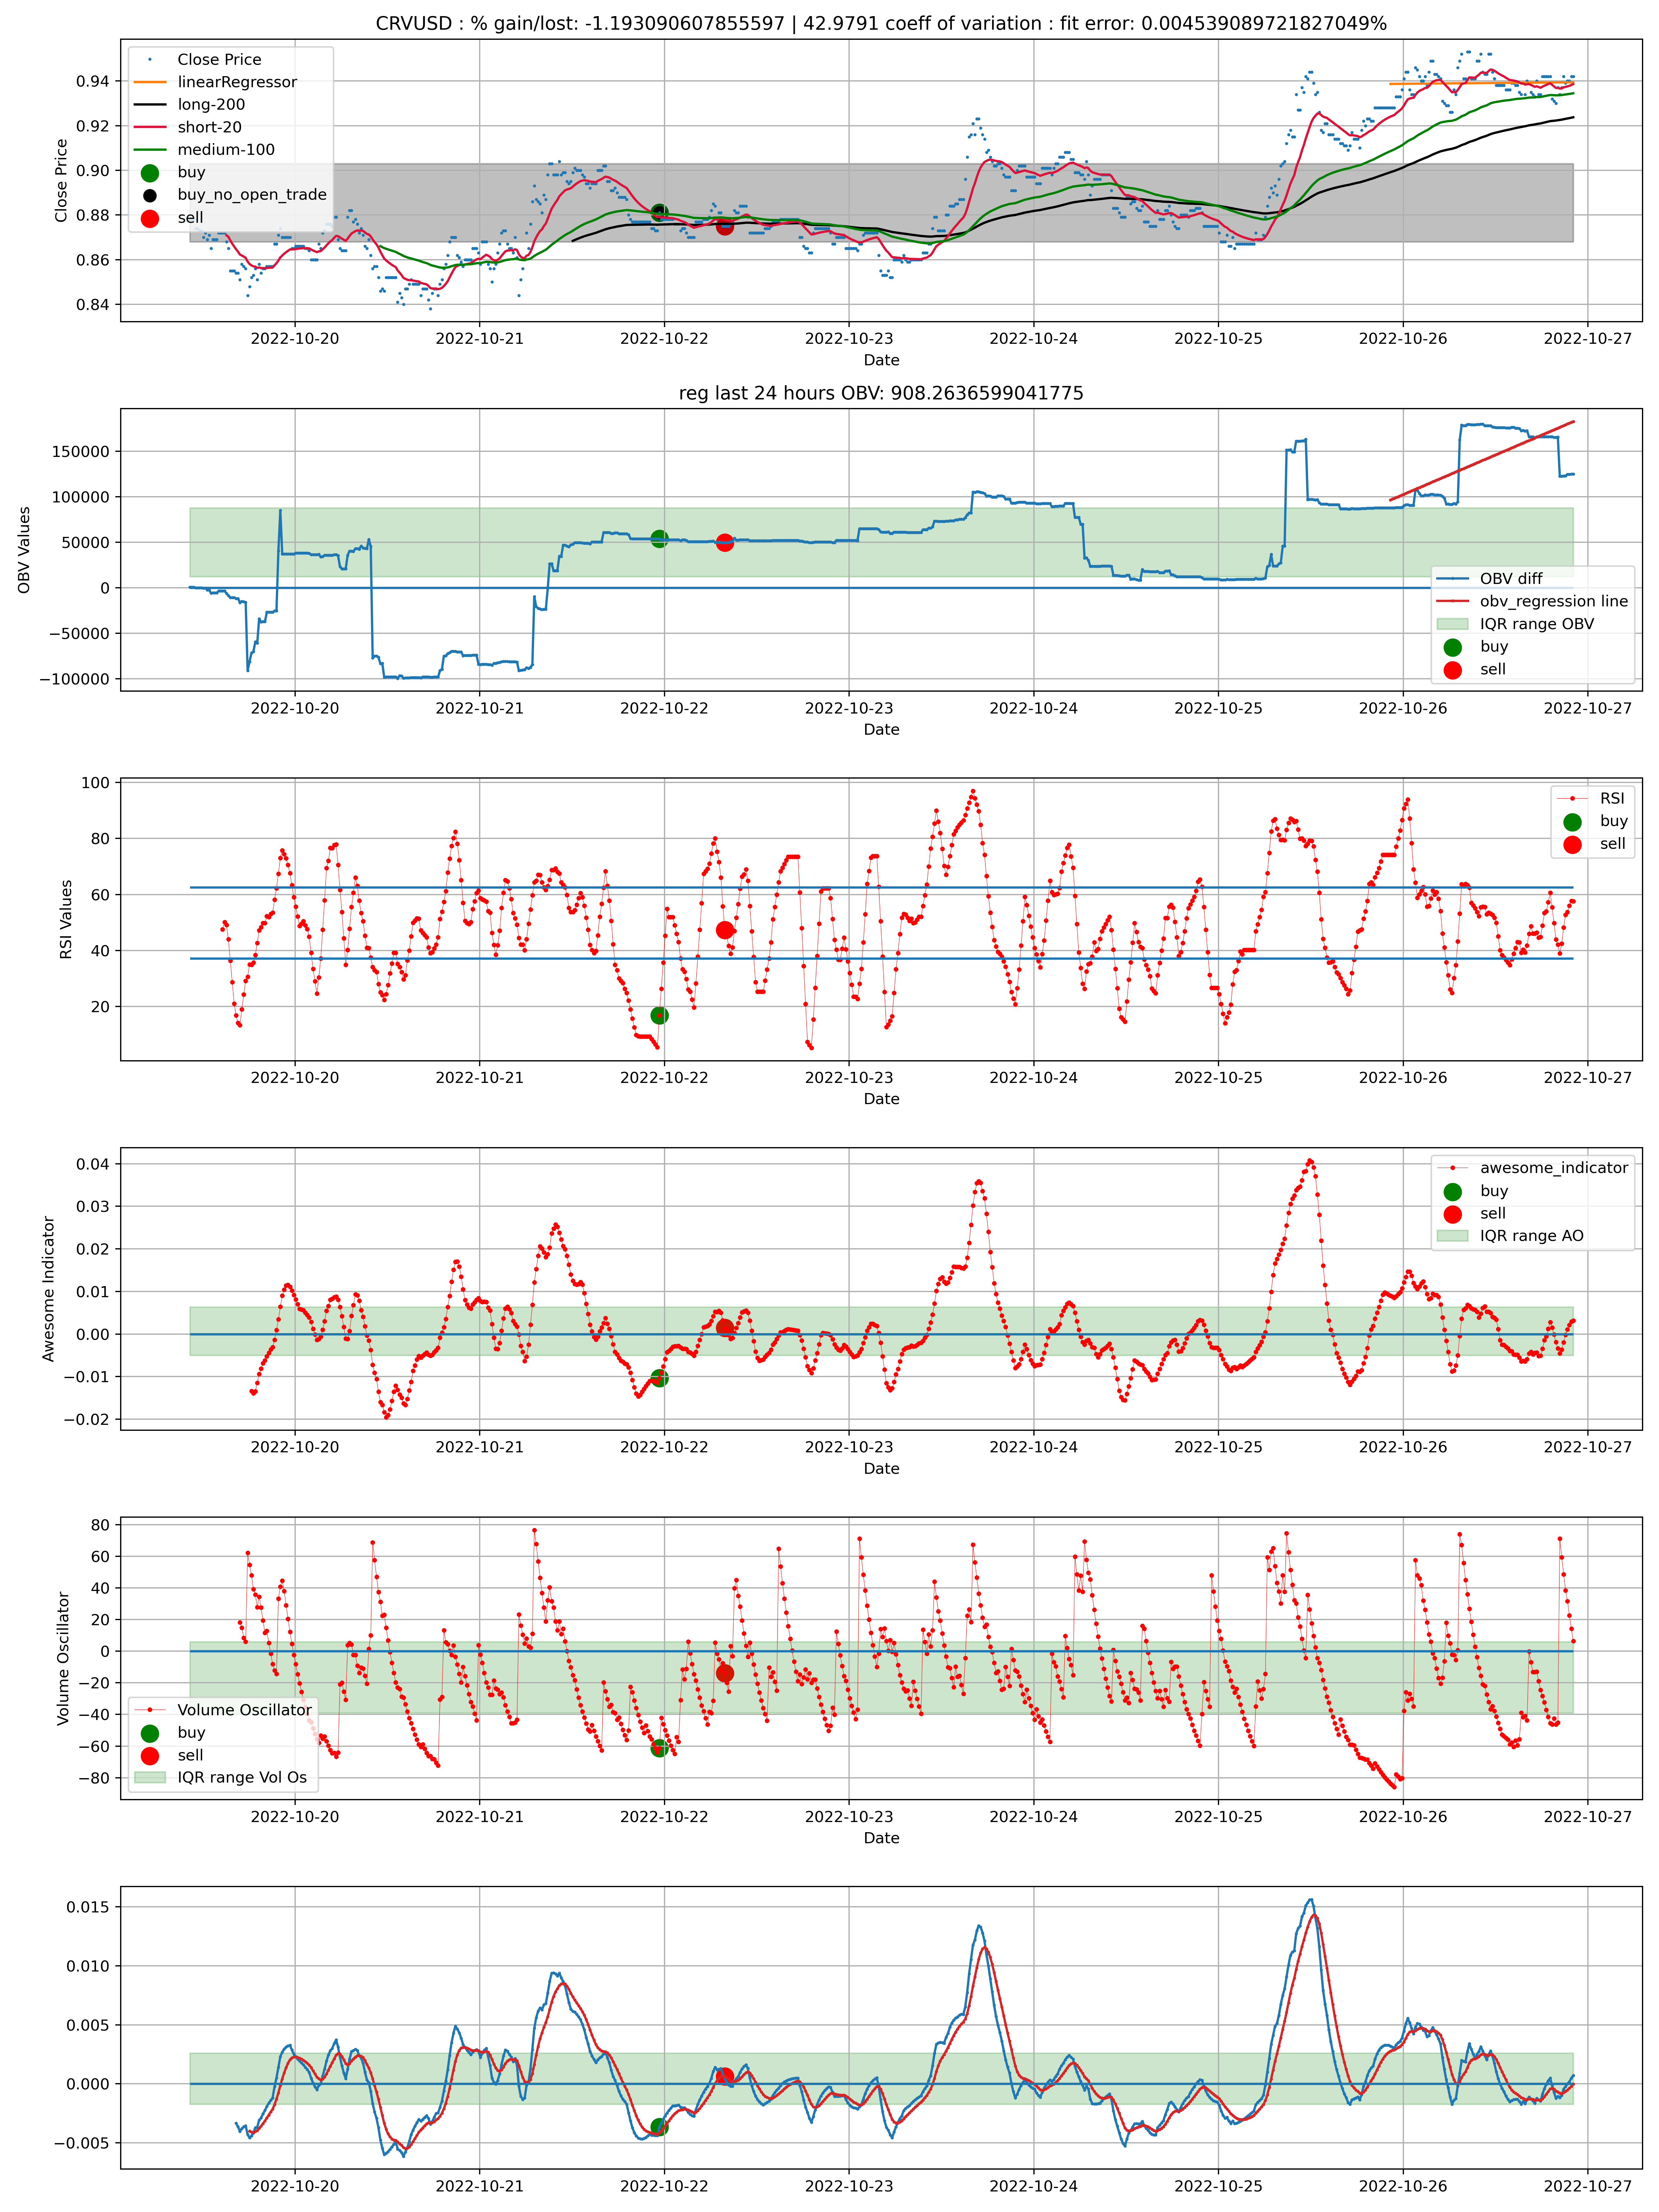 CRVUSD : % gain/lost: -1.193090607855597 | 42.9791 coeff of variation : fit error: 0.004539089721827049%
Close Price
0.94
0.92
0.90
0.88
0.86
0.84
Close Price
linearRegressor
long-200
short-20
medium-100
buy
buy_no_open_trade
sell
2022-10-20 2022-10-21 2022-10-22 2022-10-23 2022-10-24 2022-10-25 2022-10-26 2022-10-27
Date
reg last 24 hours OBV: 908.2636599041775
OBV Values
150000
100000
50000
0
−50000
−100000
OBV diff
obv_regression line
IQR range OBV
buy
sell
2022-10-20 2022-10-21 2022-10-22 2022-10-23 2022-10-24 2022-10-25 2022-10-26 2022-10-27
Date
RSI Values
100
80
60
40
20
RSI
buy
sell
2022-10-20 2022-10-21 2022-10-22 2022-10-23 2022-10-24 2022-10-25 2022-10-26 2022-10-27
Date
Awesome Indicator
0.04
0.03
0.02
0.01
0.00
−0.01
−0.02
awesome_indicator
buy
sell
IQR range AO
2022-10-20 2022-10-21 2022-10-22 2022-10-23 2022-10-24 2022-10-25 2022-10-26 2022-10-27
Date
Volume Oscillator
80
60
40
20
0
−20
−40
−60
−80
Volume Oscillator
buy
sell
IQR range Vol Os
2022-10-20 2022-10-21 2022-10-22 2022-10-23 2022-10-24 2022-10-25 2022-10-26 2022-10-27
Date
0.015
0.010
0.005
0.000
−0.005
2022-10-20 2022-10-21 2022-10-22 2022-10-23 2022-10-24 2022-10-25 2022-10-26 2022-10-27